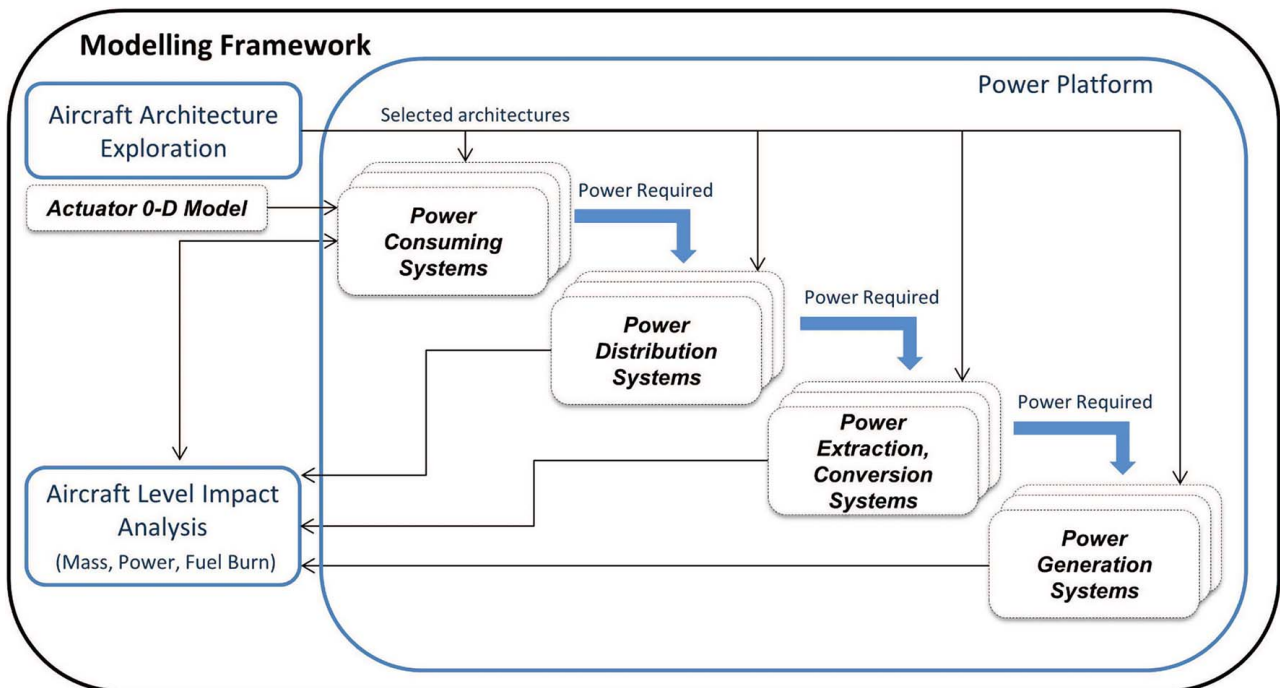 Modelling Framework
Power Platform
Aircraft Architecture
Exploration
Selected architectures
Actuator 0-D Model
Power
Consuming
Systems
Power Required
Power
Distribution
Systems
Power Required
Power
Extraction,
Conversion
Systems
Power Required
Power
Generation
Systems
Aircraft Level Impact
Analysis
(Mass, Power, Fuel Burn)